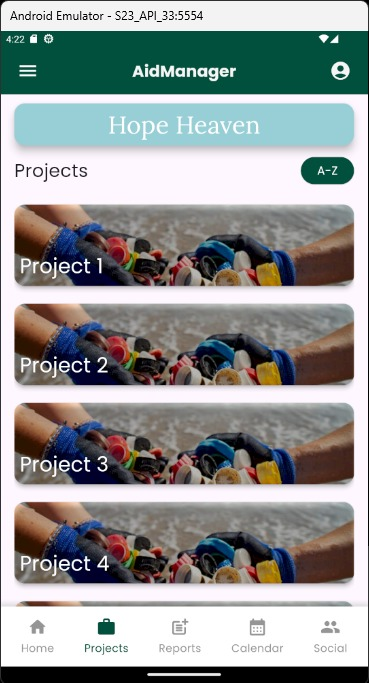 Android Emulator - S23_API_33:5554
4:22
AidManager
Hope Heaven
Projects
A-Z
Project 1
Project 2
Project 3
Project 4
Home
Projects
Reports
Calendar
Social